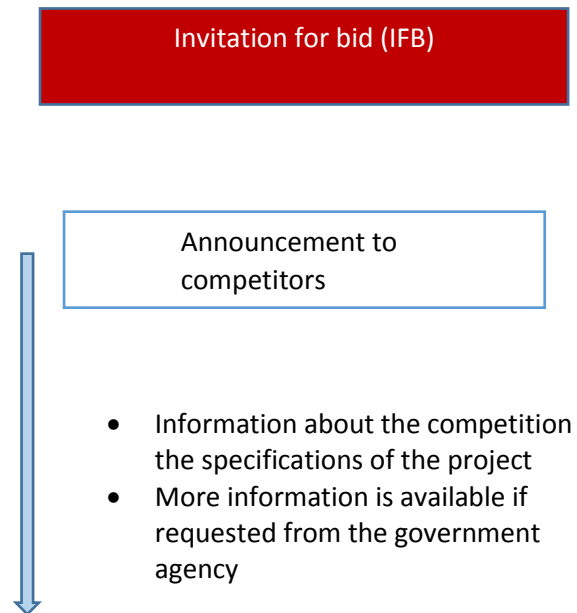 Invitation for bid (IFB)
Announcement to
competitors
• Information about the competition
the specifications of the project
• More information is available if
requested from the government
agency